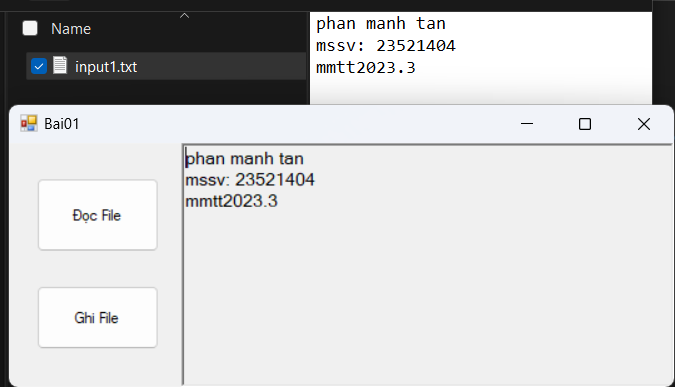 Name
input1.txt
phan manh tan
mssv: 23521404
mmtt2023.3
Bai01
Đọc File
Ghi File
phan manh tan
mssv: 23521404
mmtt2023.3